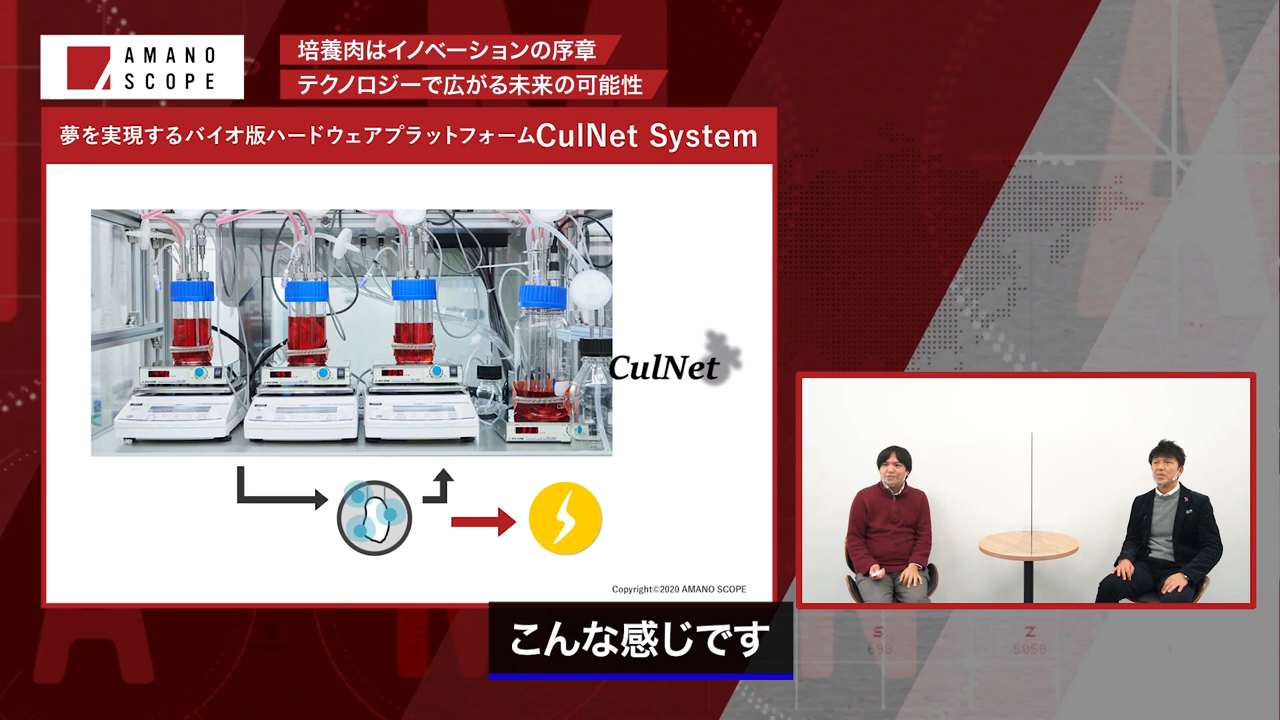 AMANO
SCOPE
培養肉はイノベーションの序章
テクノロジーで広がる未来の可能性
夢を実現するバイオ版ハードウェアプラットフォームCulNet System
CulNet
Copyright©2020 AMANO SCOPE
こんな感じです
S
Z
5059